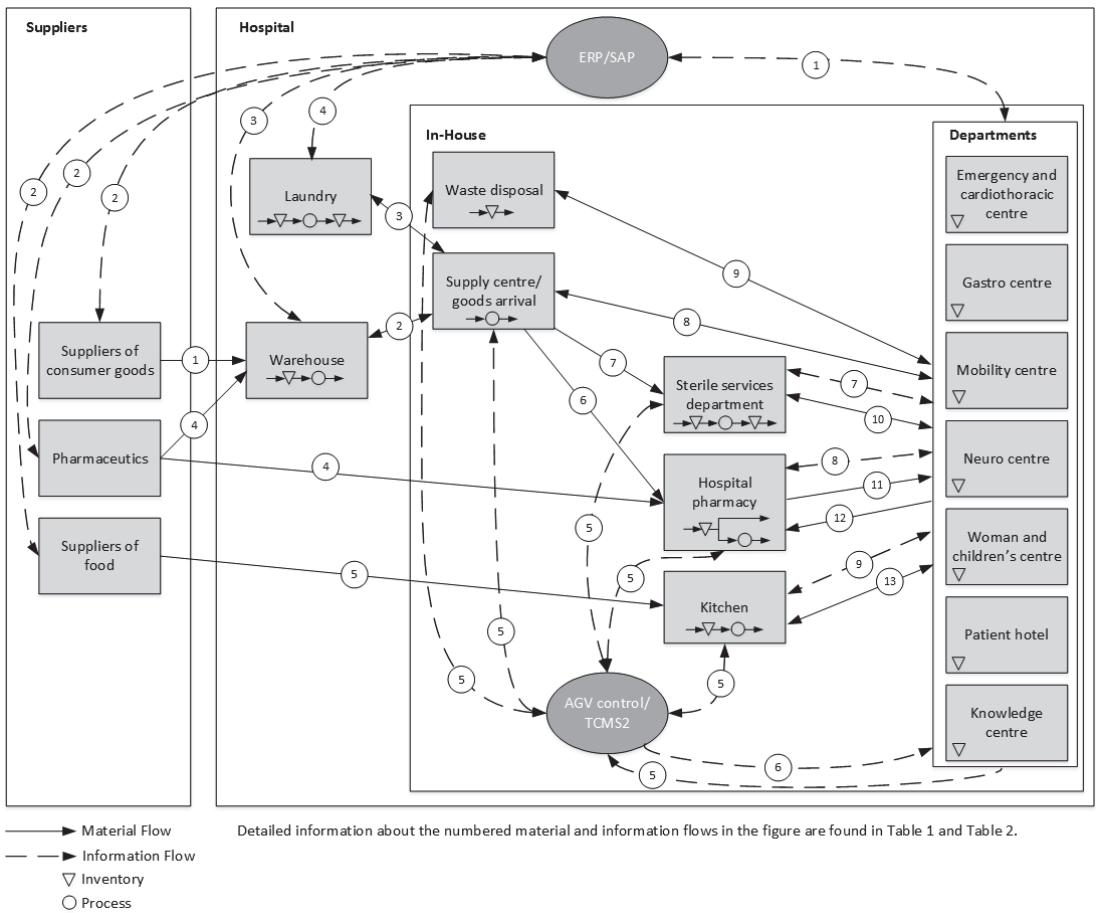 Suppliers
Hospital
ERP/SAP
1
2
2
2
3
4
In-House
Departments
Laundry
3
Waste disposal
Supply centre/
goods arrival
2
9
8
Emergency and
cardiothoracic
centre
Gastro centre
Mobility centre
Neuro centre
Woman and
children's centre
Patient hotel
Knowledge
centre
Suppliers of
consumer goods
1
Warehouse
Pharmaceutics
4
4
Suppliers of
food
5
7
6
Sterile services
department
7
10
Hospital
pharmacy
8
11
12
Kitchen
9
13
5
5
5
5
5
AGV control/
TCMS2
6
5
Material Flow
Information Flow
Inventory
Process
Detailed information about the numbered material and information flows in the figure are found in Table 1 and Table 2.